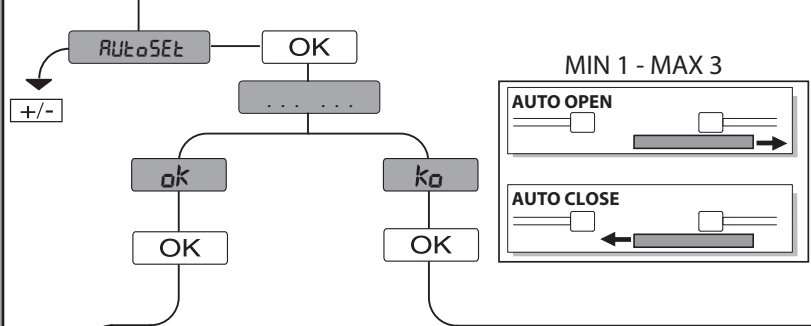 AUtoSEt
OK
MIN 1 - MAX 3
+/-
... ...
AUTO OPEN
ok
ko
AUTO CLOSE
OK
OK